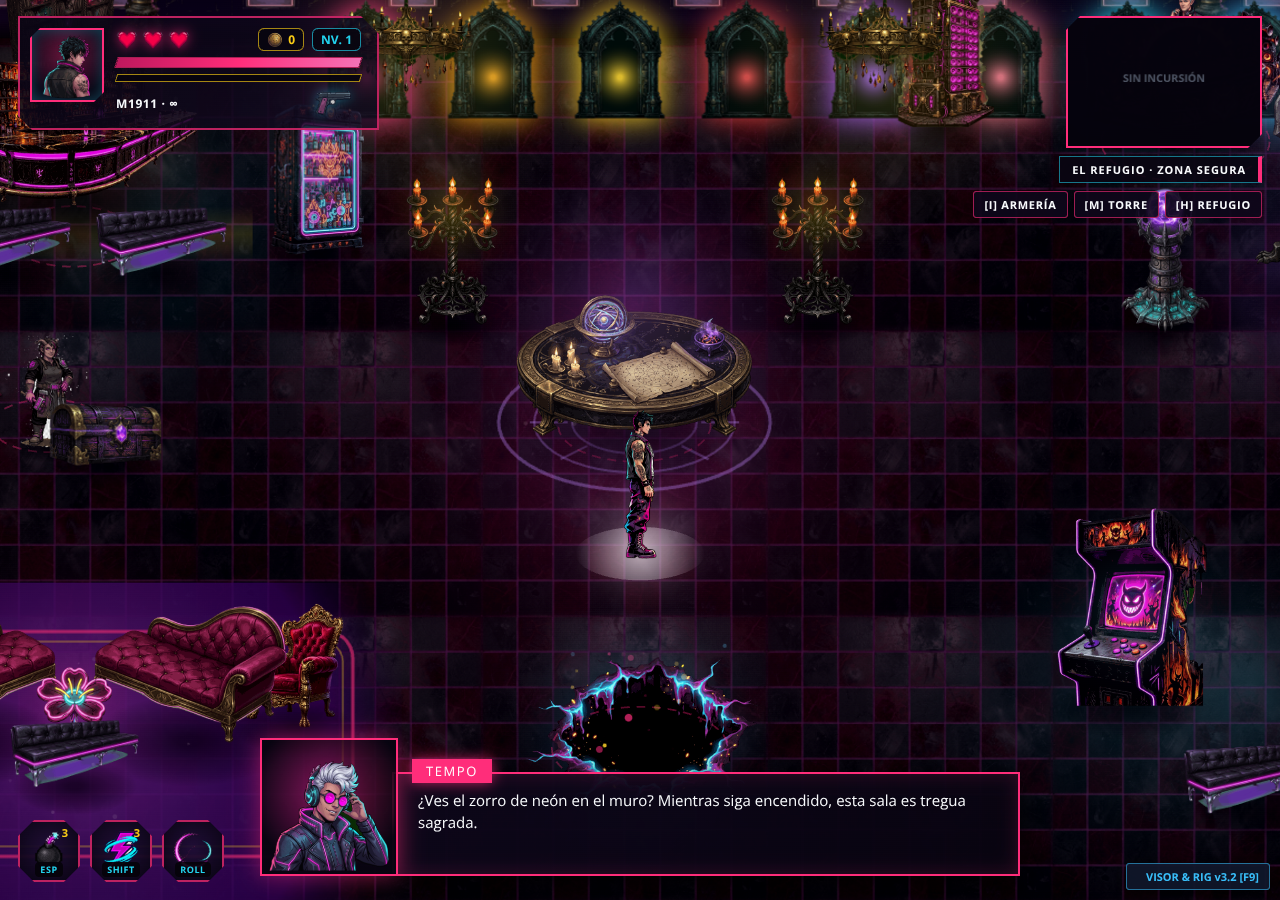 0
NV. 1
M1911 · ∞
SIN INCURSIÓN
EL REFUGIO · ZONA SEGURA
[I] ARMERÍA
[M] TORRE
[H] REFUGIO
TEMPO
¿Ves el zorro de neón en el muro? Mientras siga encendido, esta sala es tregua
sagrada.
3
ESP
3
SHIFT
ROLL
VISOR & RIG v3.2 [F9]